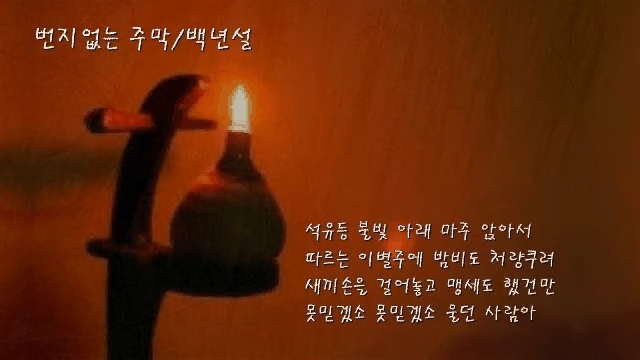 번지없는 주막/백년설
석유등 불빛 아래 마주 앉아서
따르는 이별주에 밤비도 처량쿠려
새끼손을 걸어놓고 맹세도 했건만
못믿겠소 못믿겠소 울던 사람아